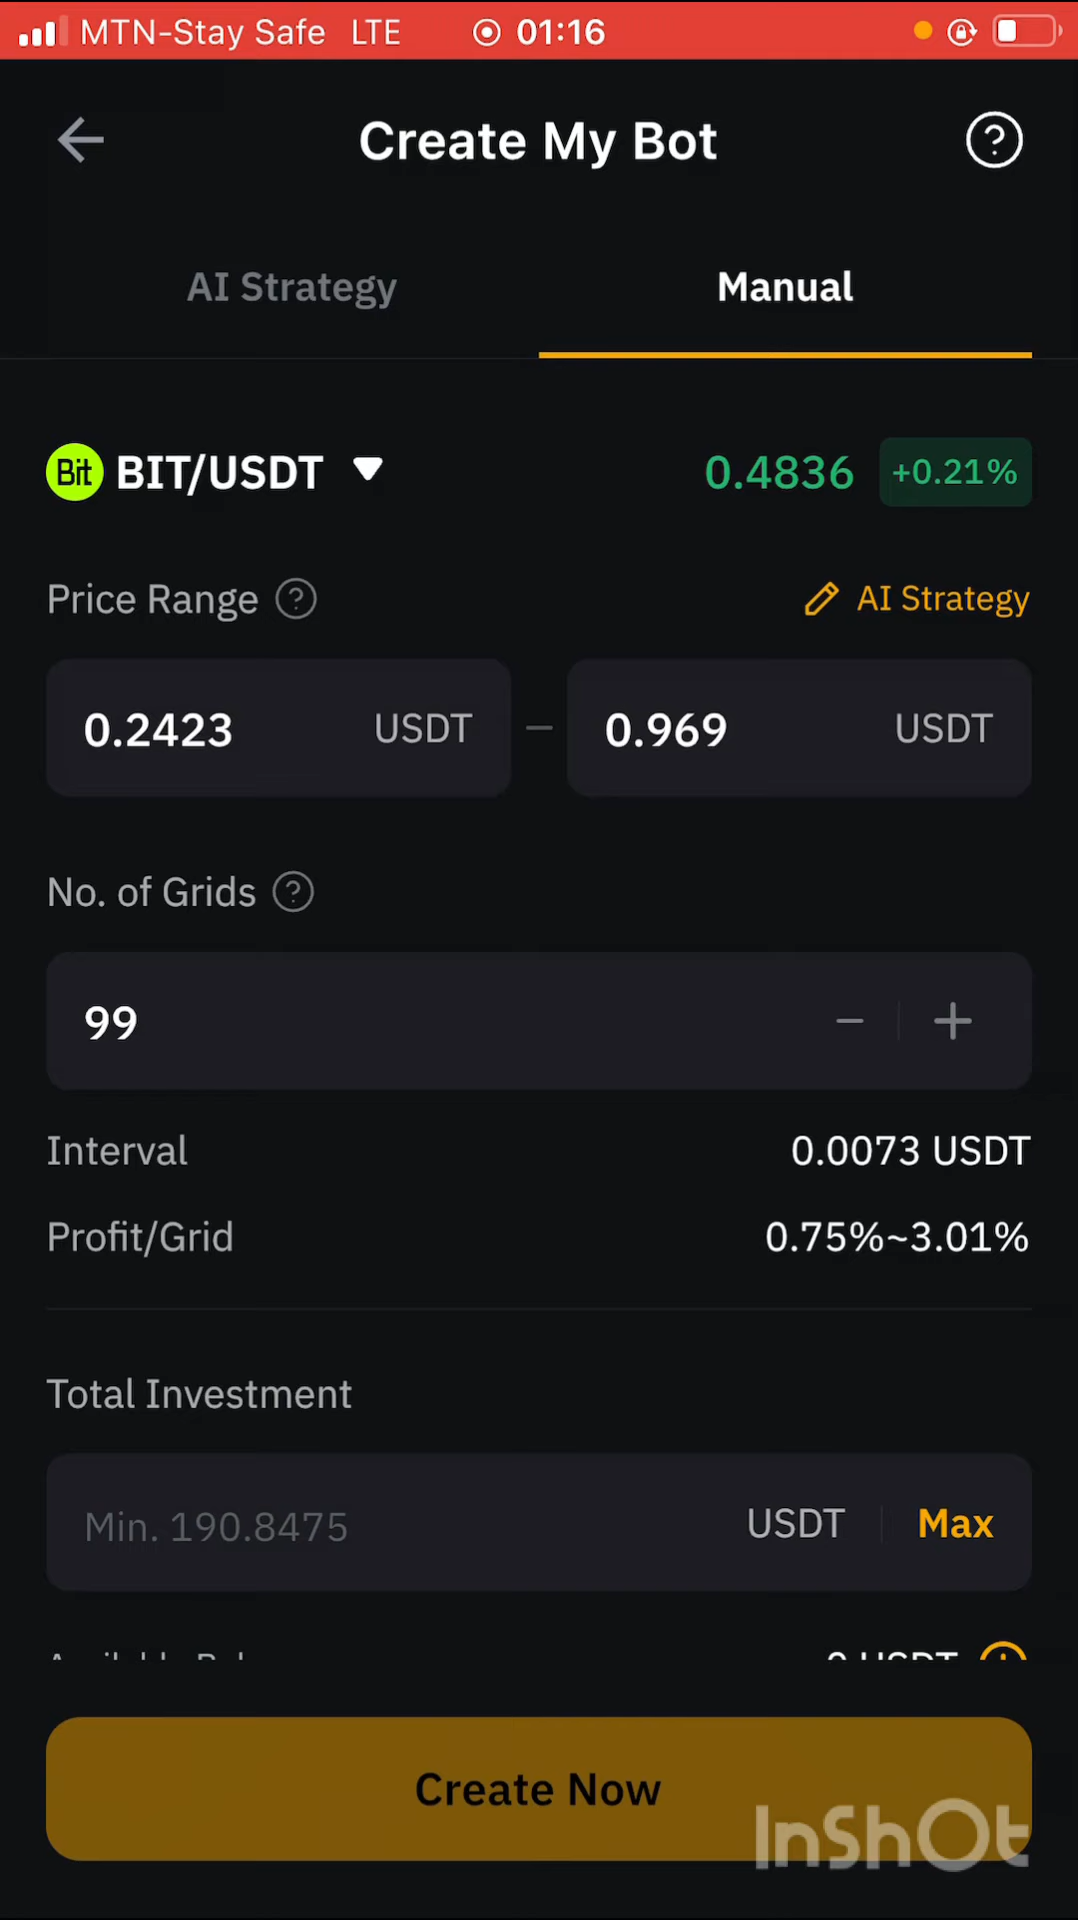 MTN-Stay Safe LTE 01:16
Create My Bot ?
AI Strategy Manual
Bit BIT/USDT 0.4836 +0.21%
Price Range ? AI Strategy
0.2423 USDT – 0.969 USDT
No. of Grids ?
99 − +
Interval 0.0073 USDT
Profit/Grid 0.75%~3.01%
Total Investment
Min. 190.8475 USDT Max
0 USDT
Create Now
InShOt